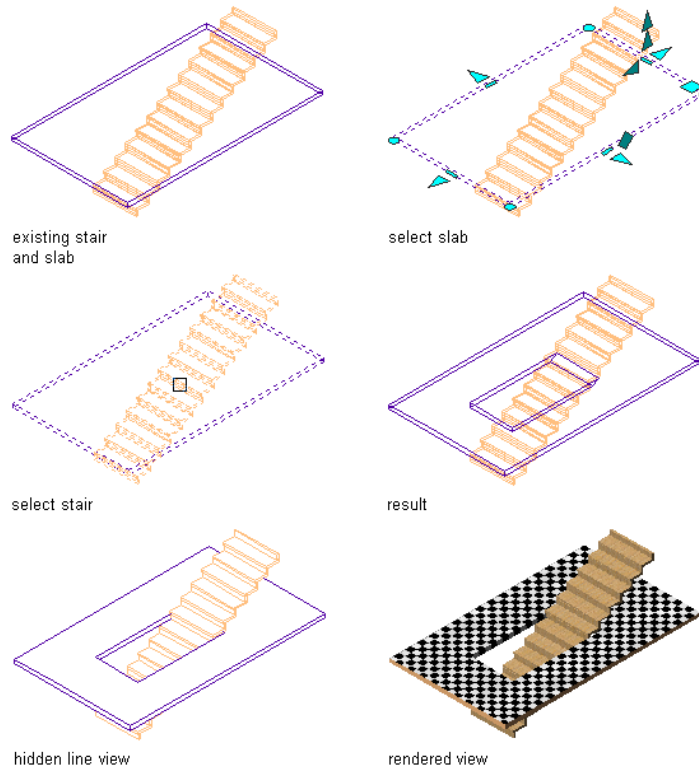 existing stair
and slab
select slab
select stair
result
hidden line view
rendered view